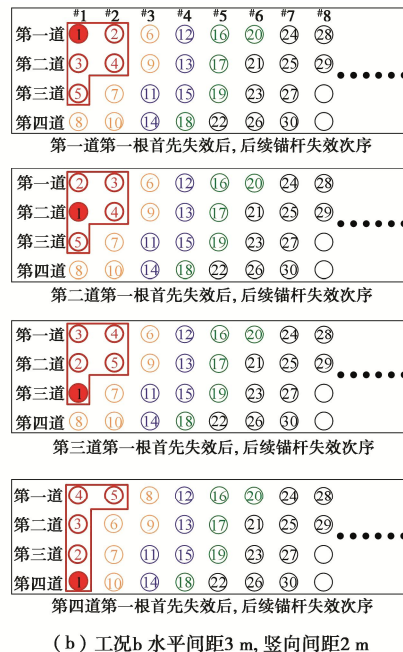 #1 #2 #3 #4 #5 #6 #7 #8
第一道 1 2 6 12 16 20 24 28
第二道 3 4 9 13 17 21 25 29
第三道 5 7 11 15 19 23 27
第四道 8 10 14 18 22 26 30
第一道第一根首先失效后,后续锚杆失效次序
第一道 2 3 6 12 16 20 24 28
第二道 1 4 9 13 17 21 25 29
第三道 5 7 11 15 19 23 27
第四道 8 10 14 18 22 26 30
第二道第一根首先失效后,后续锚杆失效次序
第一道 3 4 6 12 16 20 24 28
第二道 2 5 9 13 17 21 25 29
第三道 1 7 11 15 19 23 27
第四道 8 10 14 18 22 26 30
第三道第一根首先失效后,后续锚杆失效次序
第一道 4 5 8 12 16 20 24 28
第二道 3 6 9 13 17 21 25 29
第三道 2 7 11 15 19 23 27
第四道 1 10 14 18 22 26 30
第四道第一根首先失效后,后续锚杆失效次序
(b) 工况b 水平间距3 m, 竖向间距2 m